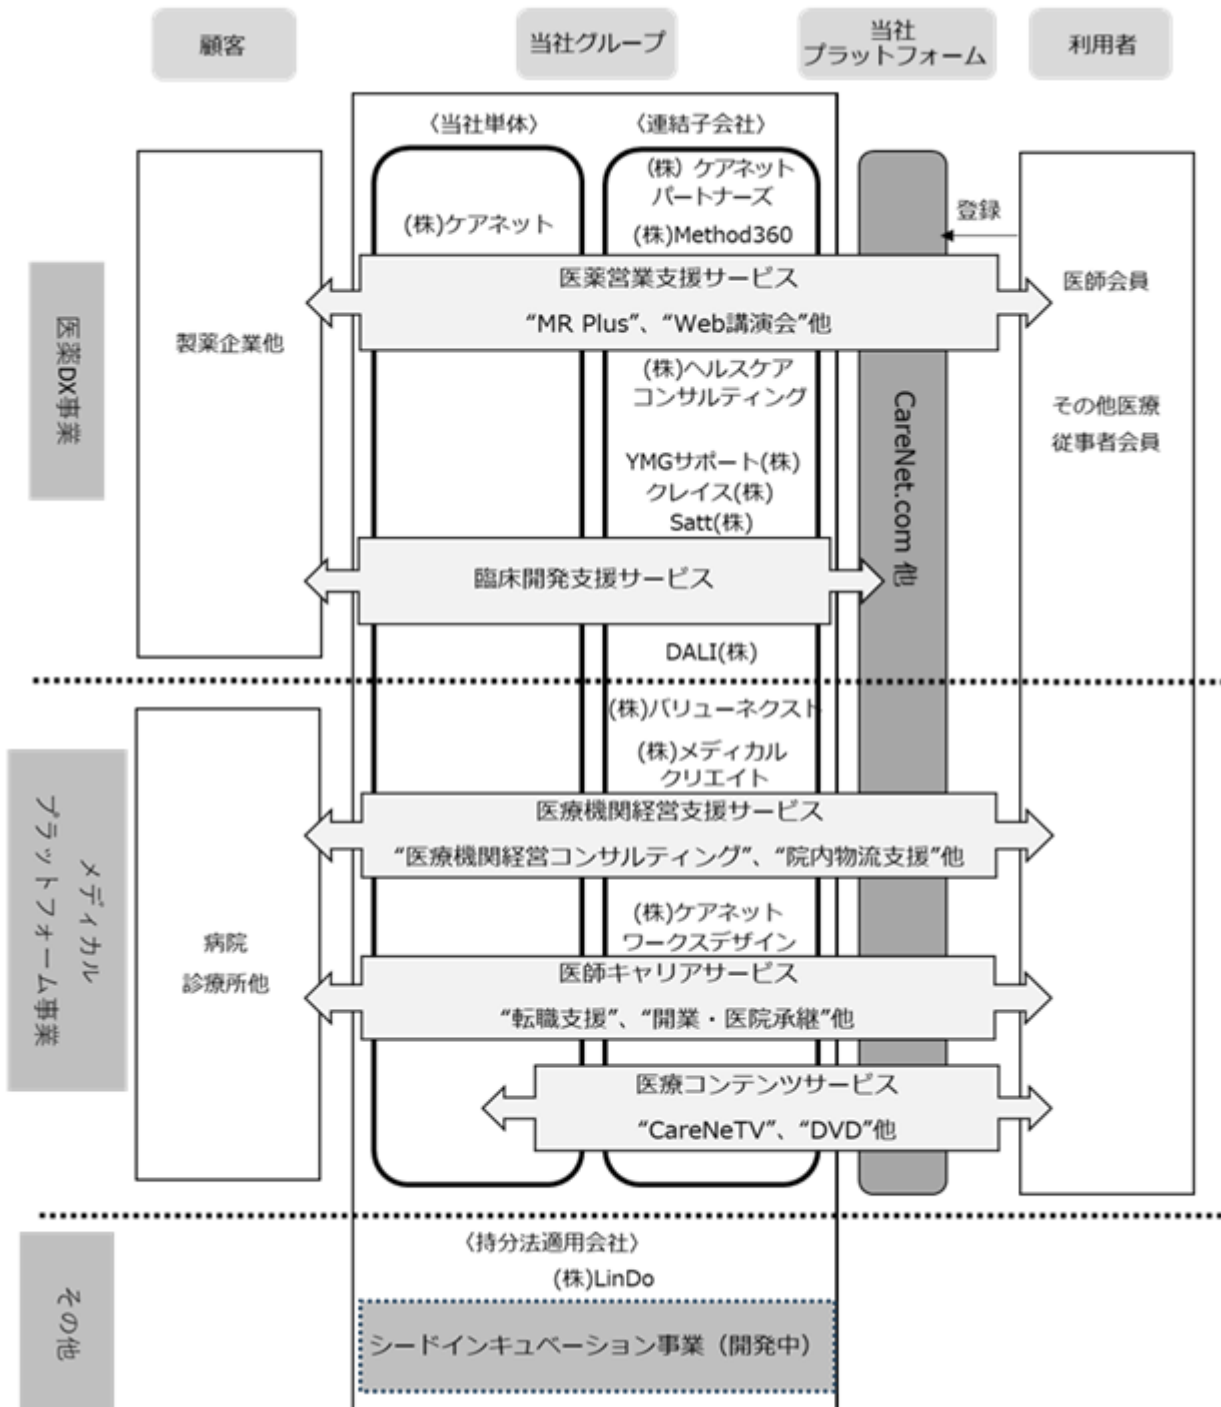 顧客
当社グループ
当社
プラットフォーム
利用者
〈当社単体〉
〈連結子会社〉
(株)ケアネット
(株) ケアネット
パートナーズ
(株)Method360
登録
医薬DX事業
製薬企業他
医薬営業支援サービス
“MR Plus”、“Web講演会”他
医師会員
その他医療
従事者会員
(株)ヘルスケア
コンサルティング
YMGサポート(株)
クレイス(株)
Satt(株)
CareNet.com 他
臨床開発支援サービス
DALI(株)
(株)バリューネクスト
(株)メディカル
クリエイト
メディカル
プラットフォーム事業
病院
診療所他
医療機関経営支援サービス
“医療機関経営コンサルティング”、“院内物流支援”他
(株)ケアネット
ワークスデザイン
医師キャリアサービス
“転職支援”、“開業・医院承継”他
医療コンテンツサービス
“CareNeTV”、“DVD”他
その他
〈持分法適用会社〉
(株)LinDo
シードインキュベーション事業（開発中）